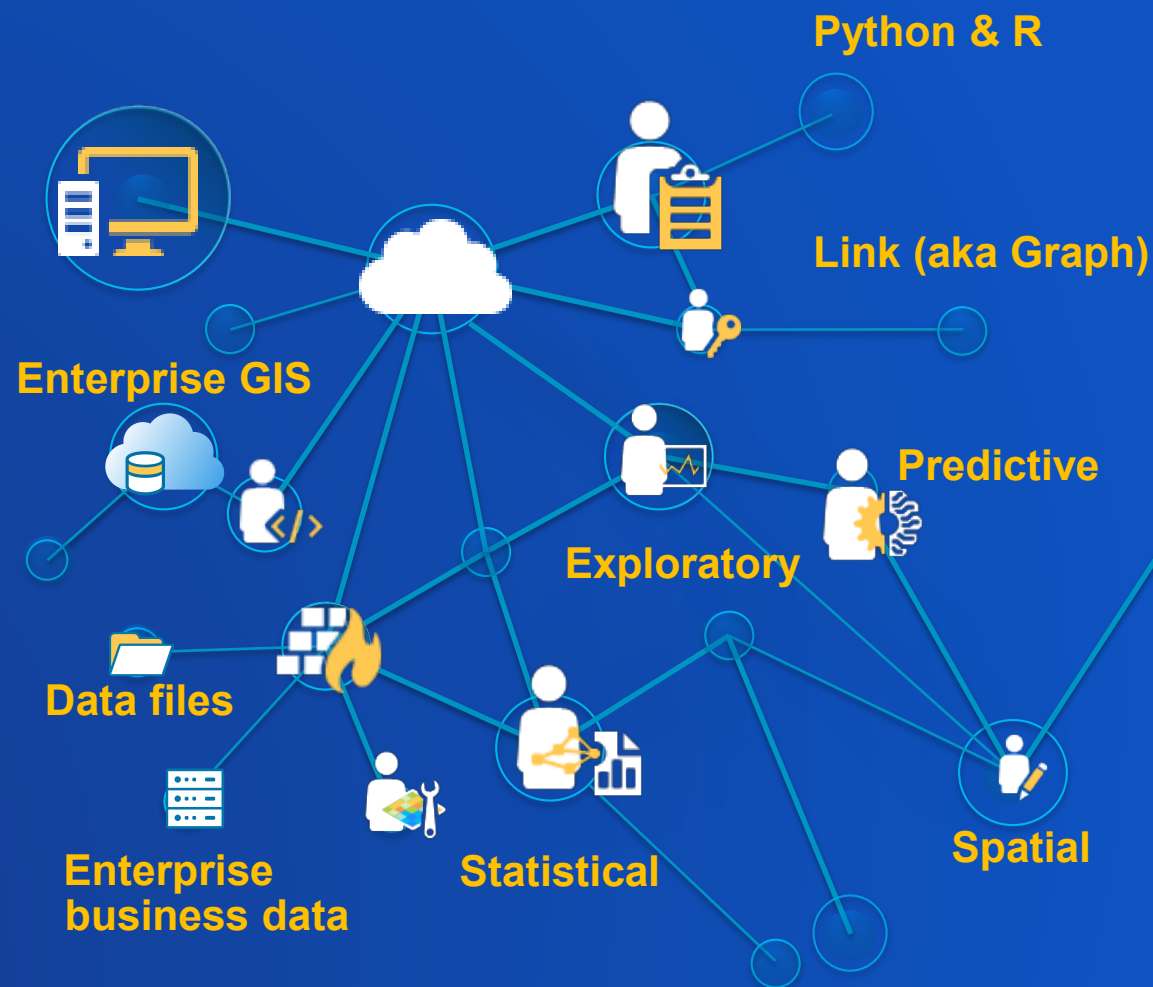 Python & R
Link (aka Graph)
Enterprise GIS
Predictive
Exploratory
Data files
Spatial
Enterprise
business data
Statistical